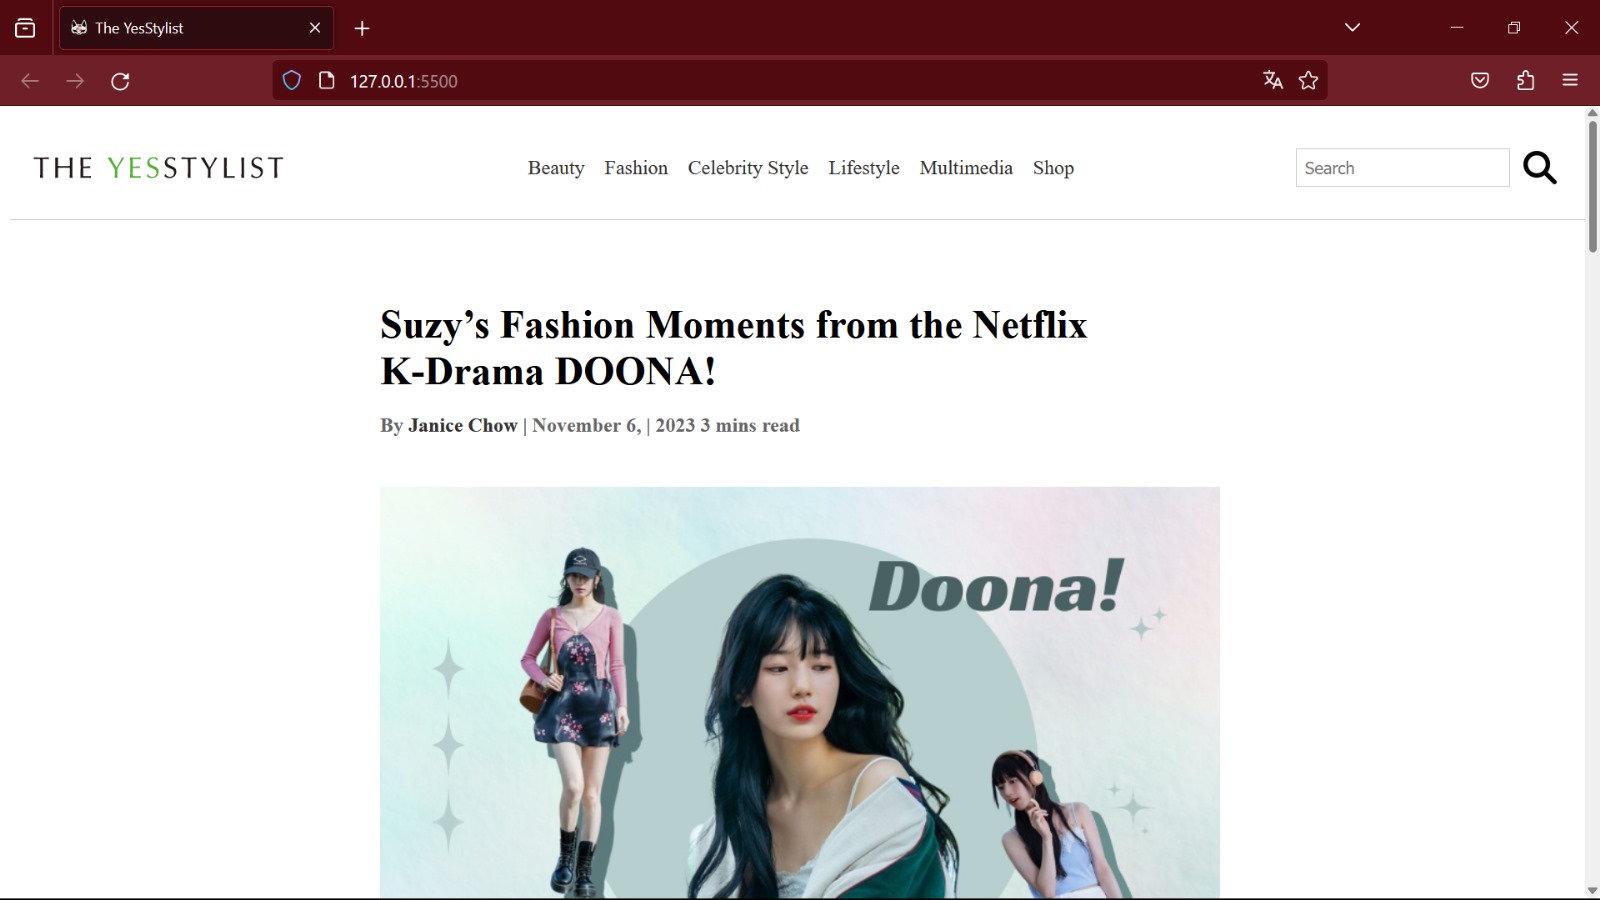 The YesStylist
127.0.0.1:5500
THE YESSTYLIST
Beauty Fashion Celebrity Style Lifestyle Multimedia Shop
Search
Suzy’s Fashion Moments from the Netflix
K-Drama DOONA!
By Janice Chow | November 6, | 2023 3 mins read
Doona!